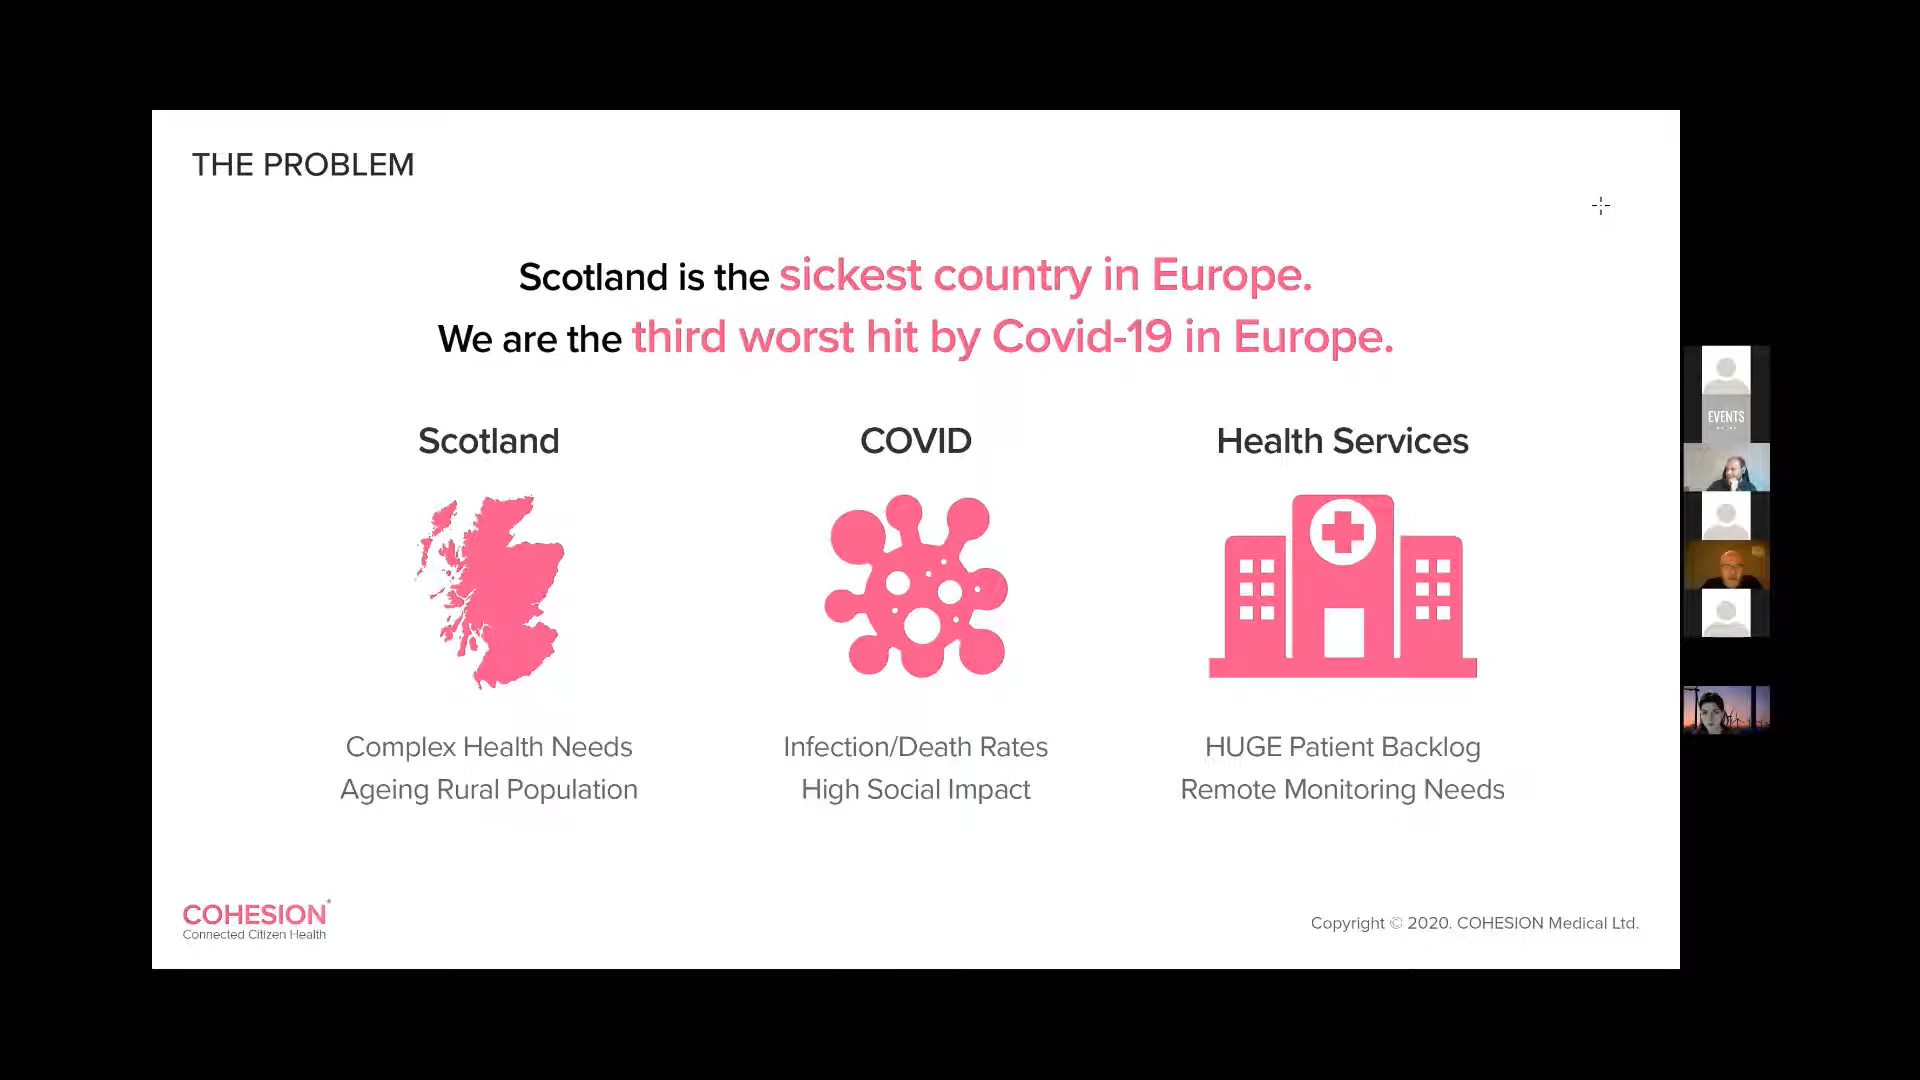 THE PROBLEM
Scotland is the sickest country in Europe.
We are the third worst hit by Covid-19 in Europe.
Scotland
COVID
Health Services
Complex Health Needs
Ageing Rural Population
Infection/Death Rates
High Social Impact
HUGE Patient Backlog
Remote Monitoring Needs
COHESION
Connected Citizen Health
Copyright © 2020. COHESION Medical Ltd.
EVENTS